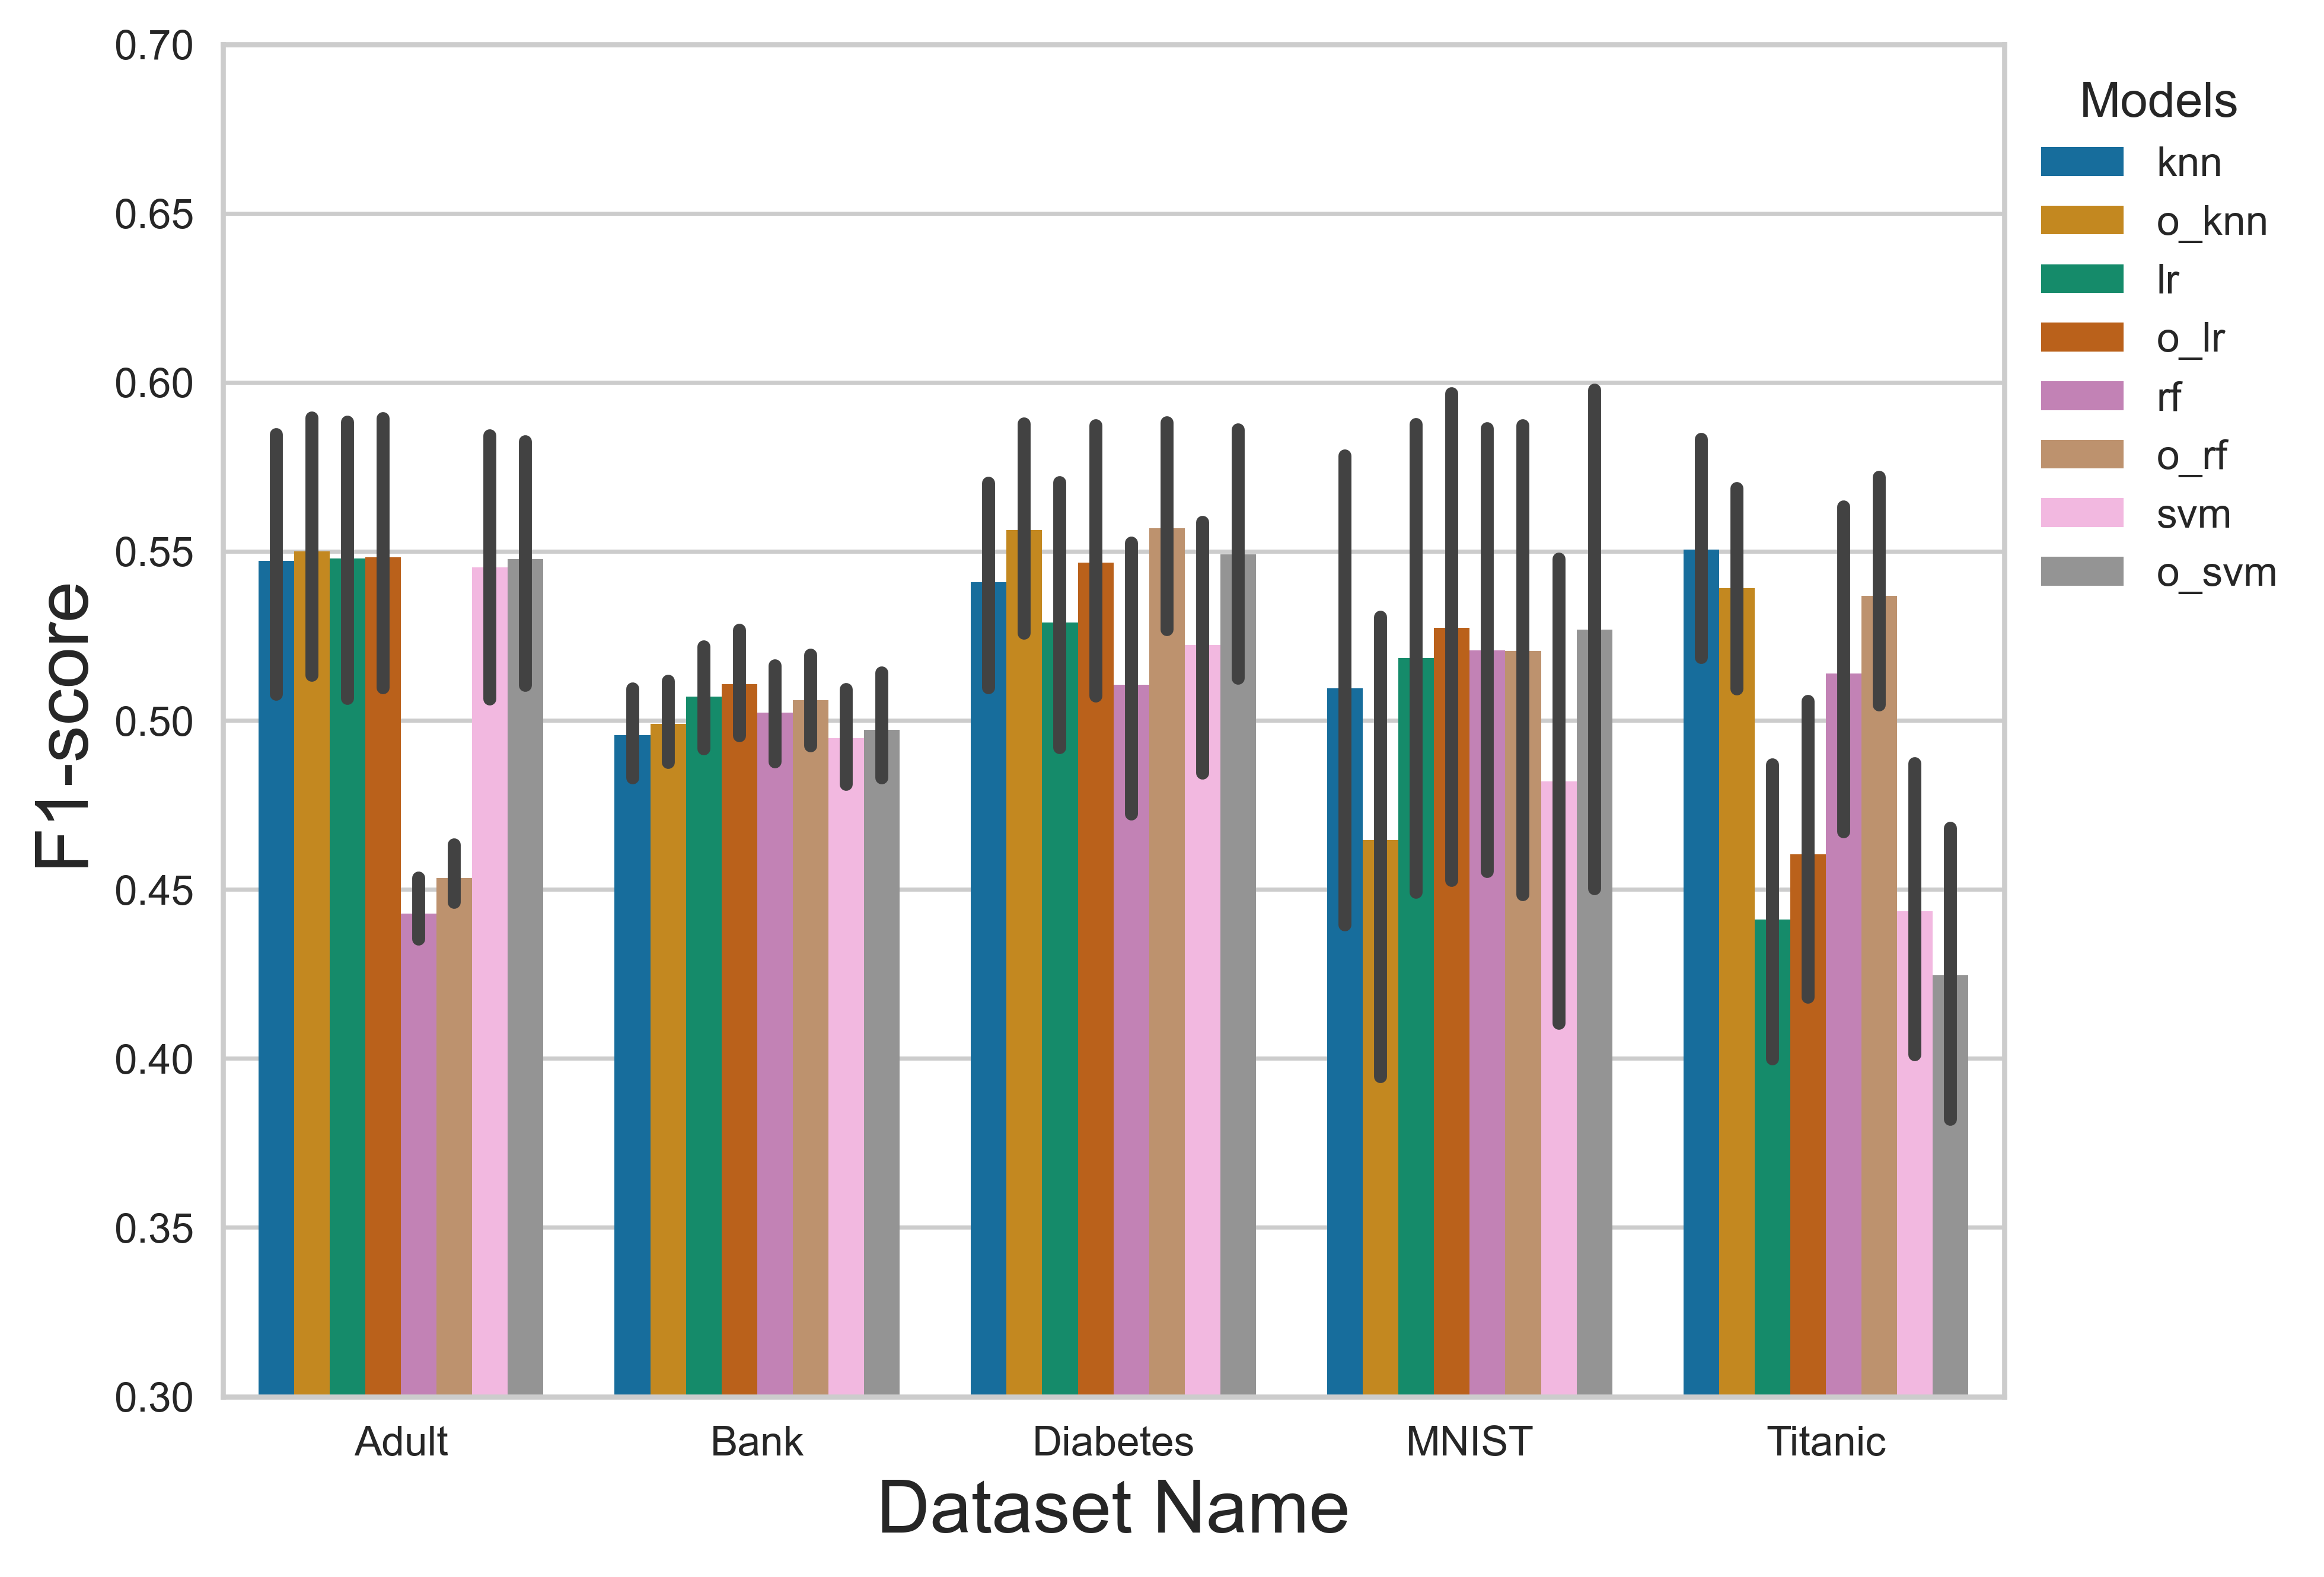 0.70
0.65
0.60
0.55
0.50
0.45
0.40
0.35
0.30
F1-score
Adult
Bank
Diabetes
MNIST
Titanic
Dataset Name
Models
knn
o_knn
lr
o_lr
rf
o_rf
svm
o_svm